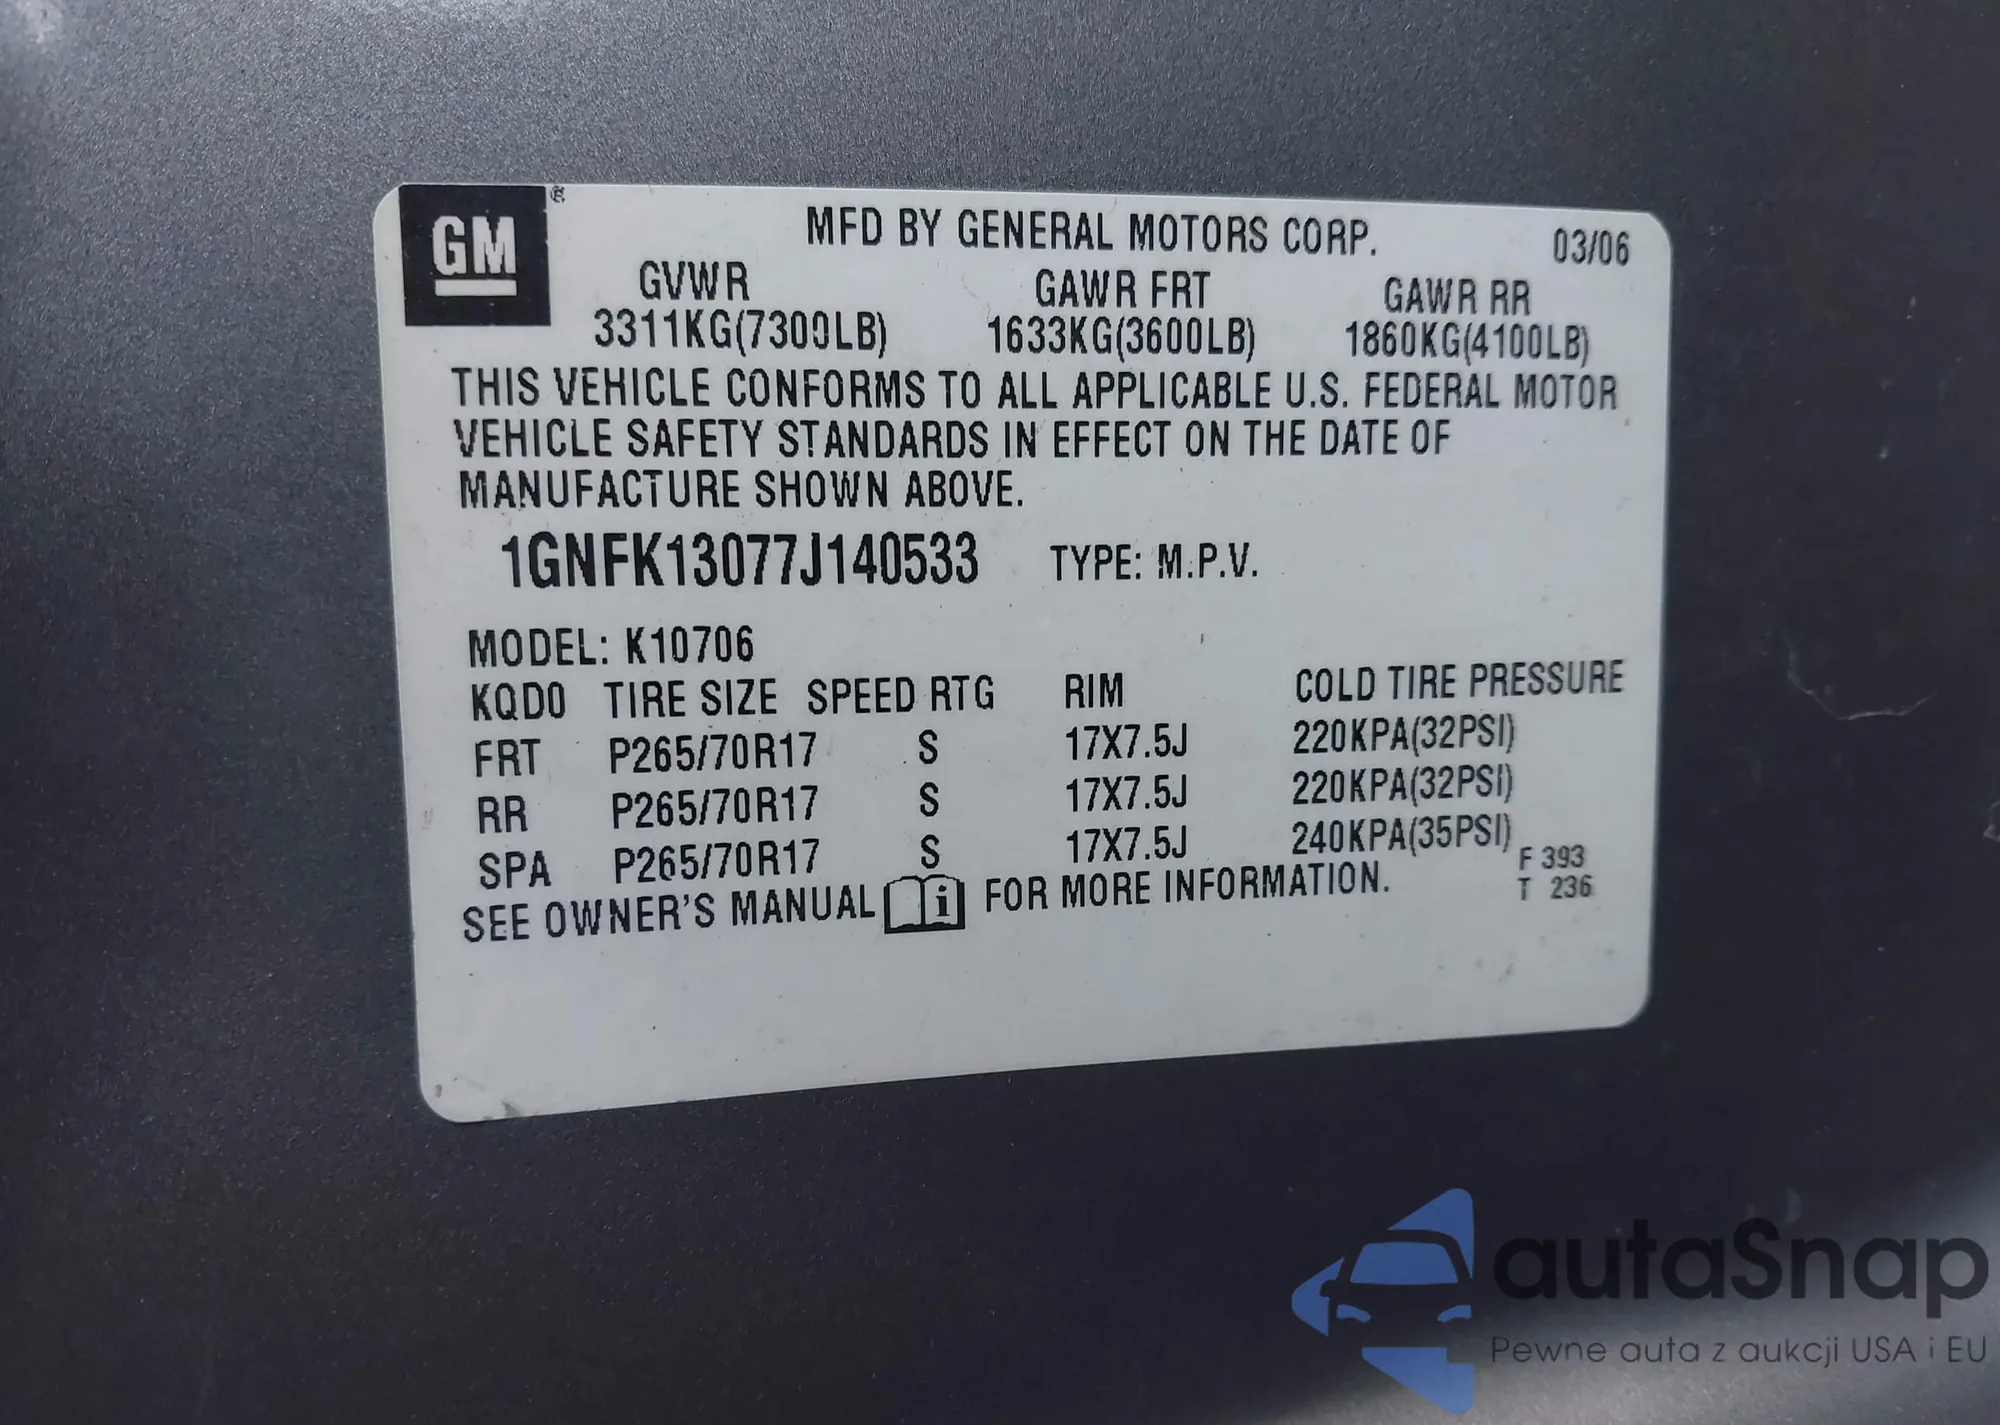 GM®
MFD BY GENERAL MOTORS CORP. 03/06
GVWR GAWR FRT GAWR RR
3311KG(7300LB) 1633KG(3600LB) 1860KG(4100LB)
THIS VEHICLE CONFORMS TO ALL APPLICABLE U.S. FEDERAL MOTOR
VEHICLE SAFETY STANDARDS IN EFFECT ON THE DATE OF
MANUFACTURE SHOWN ABOVE.
1GNFK13077J140533 TYPE: M.P.V.
MODEL: K10706
KQD0 TIRE SIZE SPEED RTG RIM COLD TIRE PRESSURE
FRT P265/70R17 S 17X7.5J 220KPA(32PSI)
RR P265/70R17 S 17X7.5J 220KPA(32PSI)
SPA P265/70R17 S 17X7.5J 240KPA(35PSI)
F 393
SEE OWNER'S MANUAL i FOR MORE INFORMATION. T 236
autaSnap
Pewne auta z aukcji USA i EU